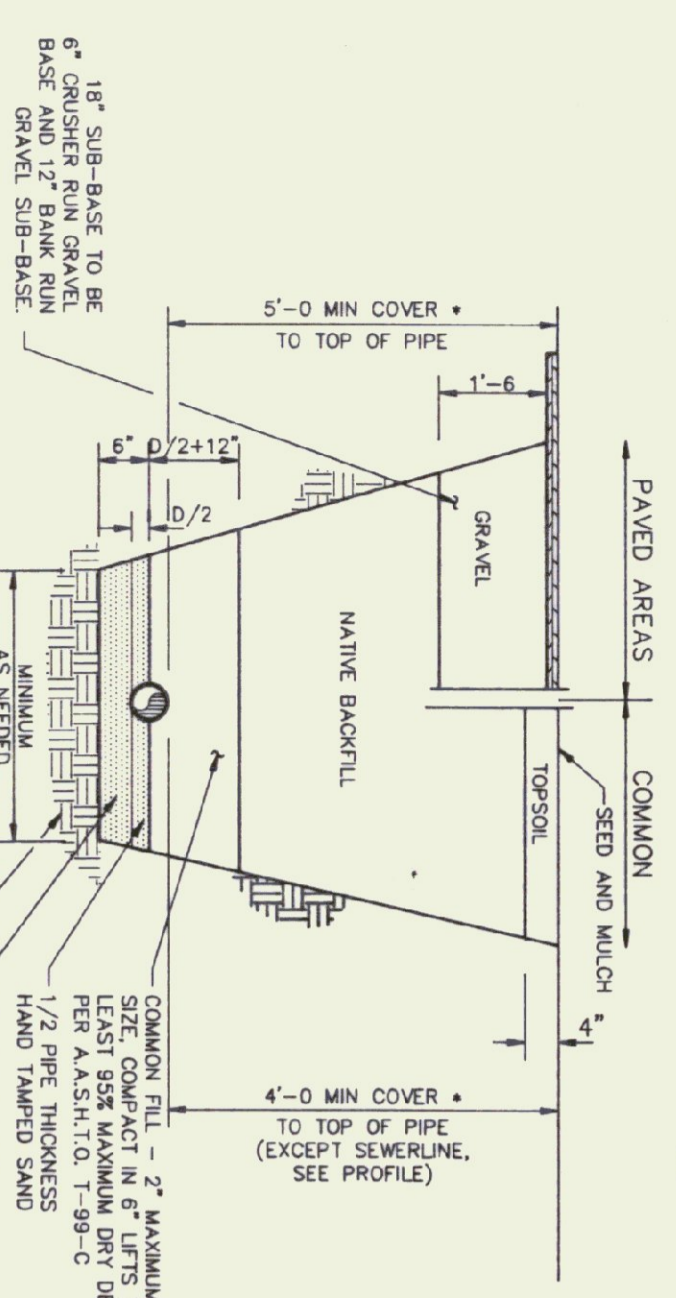 PAVED AREAS
COMMON
SEED AND MULCH
TOPSOIL
4"
1'-6
GRAVEL
5'-0 MIN COVER *
TO TOP OF PIPE
4'-0 MIN COVER *
TO TOP OF PIPE
(EXCEPT SEWERLINE,
SEE PROFILE)
NATIVE BACKFILL
18" SUB-BASE TO BE
6" CRUSHER RUN GRAVEL
BASE AND 12" BANK RUN
GRAVEL SUB-BASE.
6"
D/2+12"
D/2
COMMON FILL - 2" MAXIMUM
SIZE, COMPACT IN 6" LIFTS
LEAST 95% MAXIMUM DRY
PER A.A.S.H.T.O. T-99-C
1/2 PIPE THICKNESS
HAND TAMPED SAND
MINIMUM
AS NEEDED